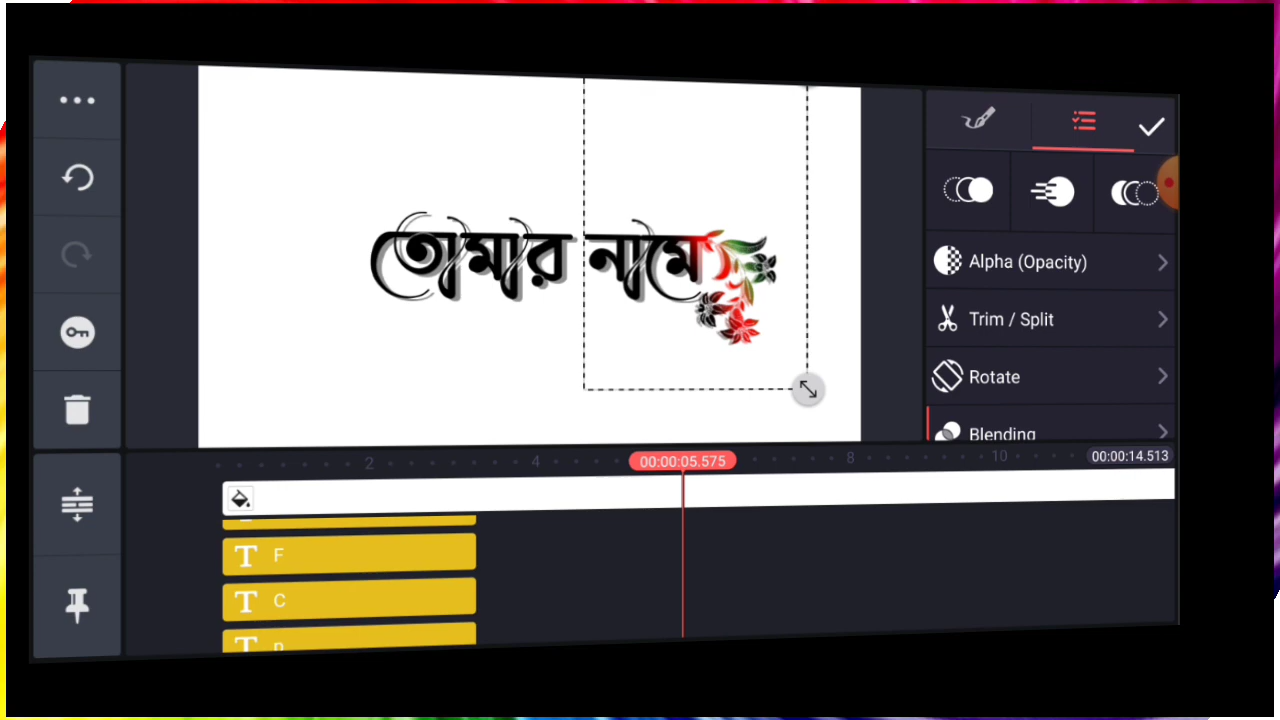 তোমার নামে
Alpha (Opacity)
Trim / Split
Rotate
Blending
2
4
00:00:05.575
8
10
00:00:14.513
T F
T C
T